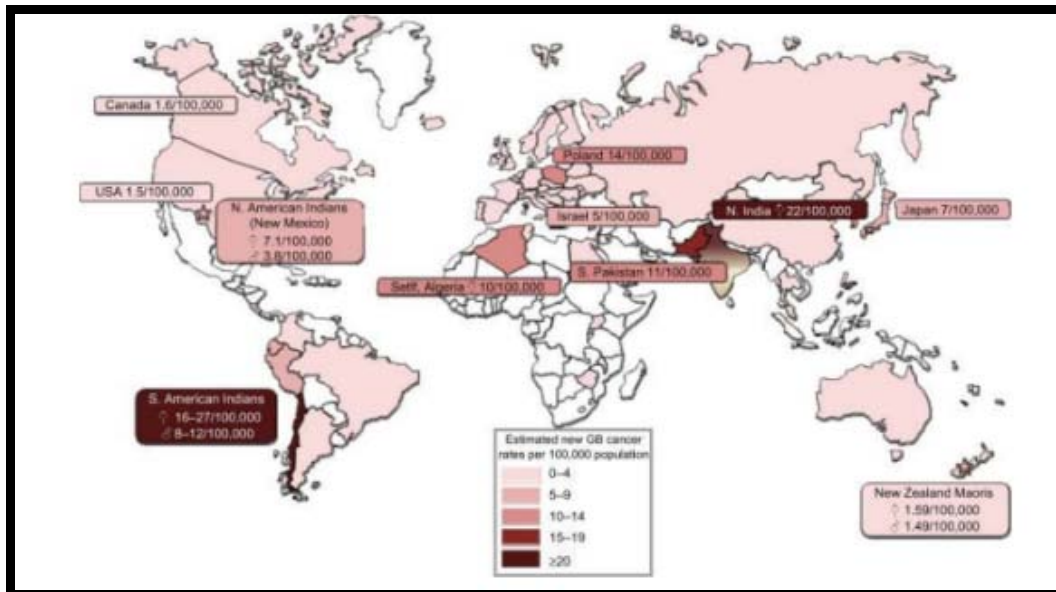 Canada 1.6/100,000
USA 1.5/100,000
N. American Indians
(New Mexico)
♀ 7.1/100,000
♂ 3.8/100,000
Poland 14/100,000
Israel 5/100,000
N. India ♀ 22/100,000
Japan 7/100,000
S. Pakistan 11/100,000
Setif, Algeria ♀ 10/100,000
S. American Indians
♀ 16–27/100,000
♂ 8–12/100,000
Estimated new GB cancer
rates per 100,000 population
0–4
5–9
10–14
15–19
≥20
New Zealand Maoris
♀ 1.59/100,000
♂ 1.49/100,000